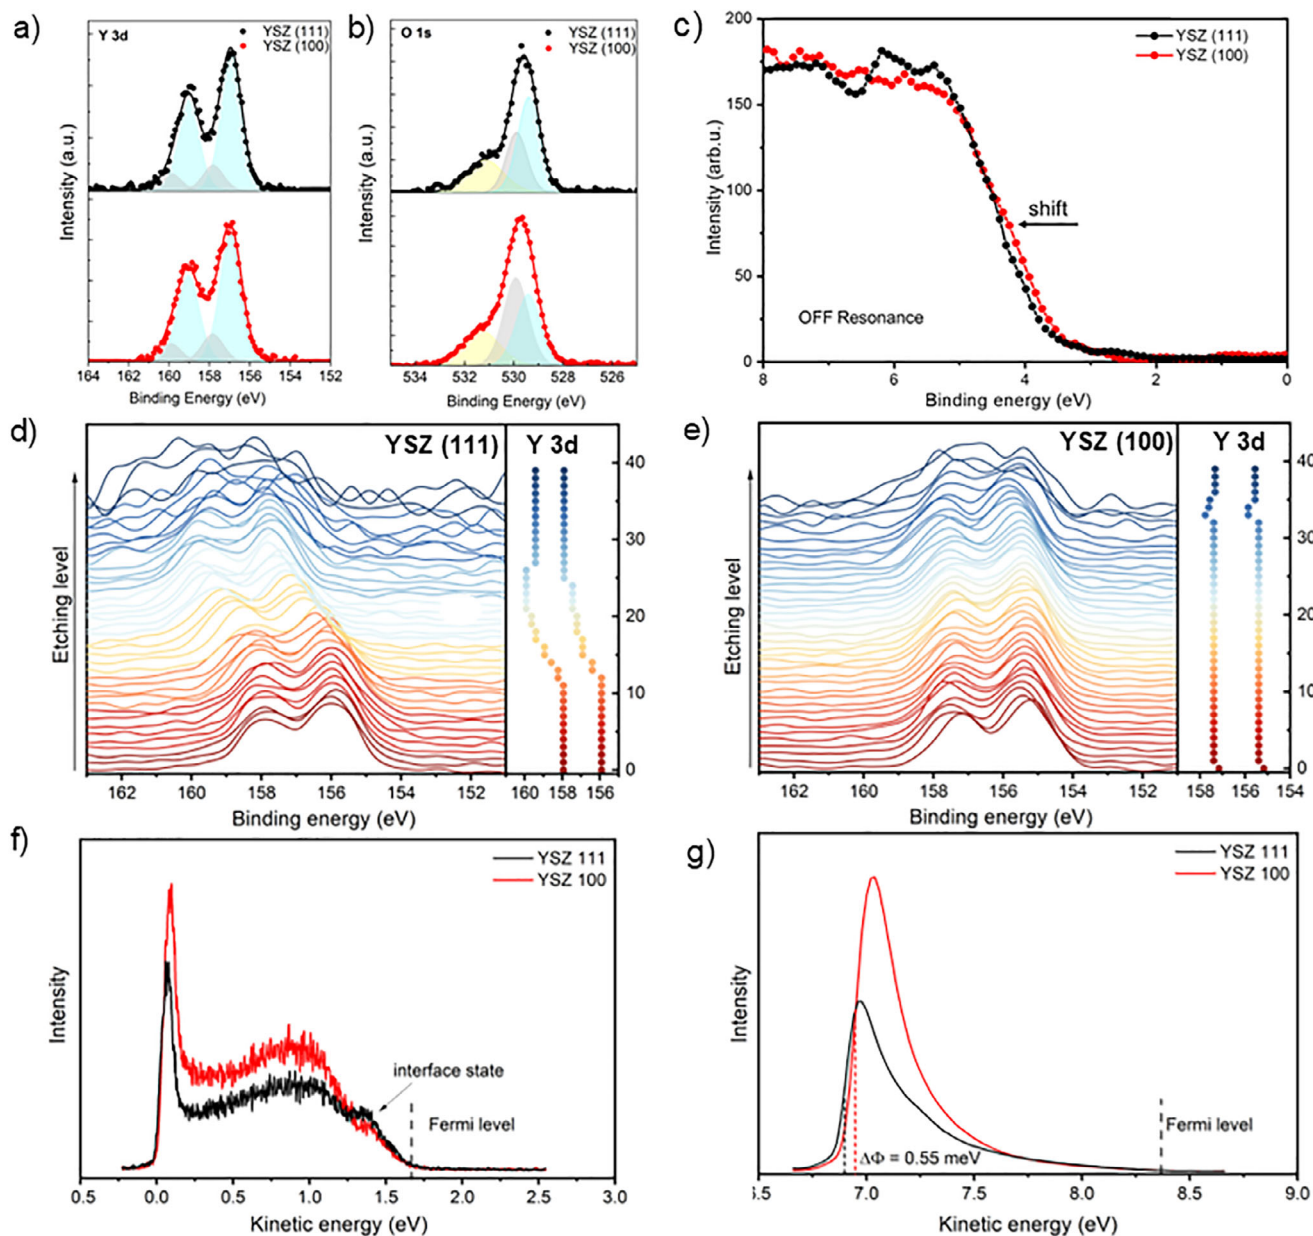 a)
Y 3d
YSZ (111)
YSZ (100)
Intensity (a.u.)
164 162 160 158 156 154 152
Binding Energy (eV)
b)
O 1s
YSZ (111)
YSZ (100)
Intensity (a.u.)
532 530 528 526
Binding Energy (eV)
c)
200
150
100
50
0
Intensity (arb.u.)
YSZ (111)
YSZ (100)
shift
OFF Resonance
8 6 4 2 0
Binding energy (eV)
d)
YSZ (111)
Y 3d
Etching level
40
30
20
10
0
162 160 158 156 154 152
160 158 156
Binding energy (eV)
e)
YSZ (100)
Y 3d
Etching level
40
30
20
10
0
162 160 158 156 154 152
158 156 154
Binding energy (eV)
f)
YSZ 111
YSZ 100
Intensity
interface state
Fermi level
0.5 0.0 0.5 1.0 1.5 2.0 2.5 3.0
Kinetic energy (eV)
g)
YSZ 111
YSZ 100
Intensity
Fermi level
ΔΦ = 0.55 meV
.5 7.0 7.5 8.0 8.5 9.0
Kinetic energy (eV)